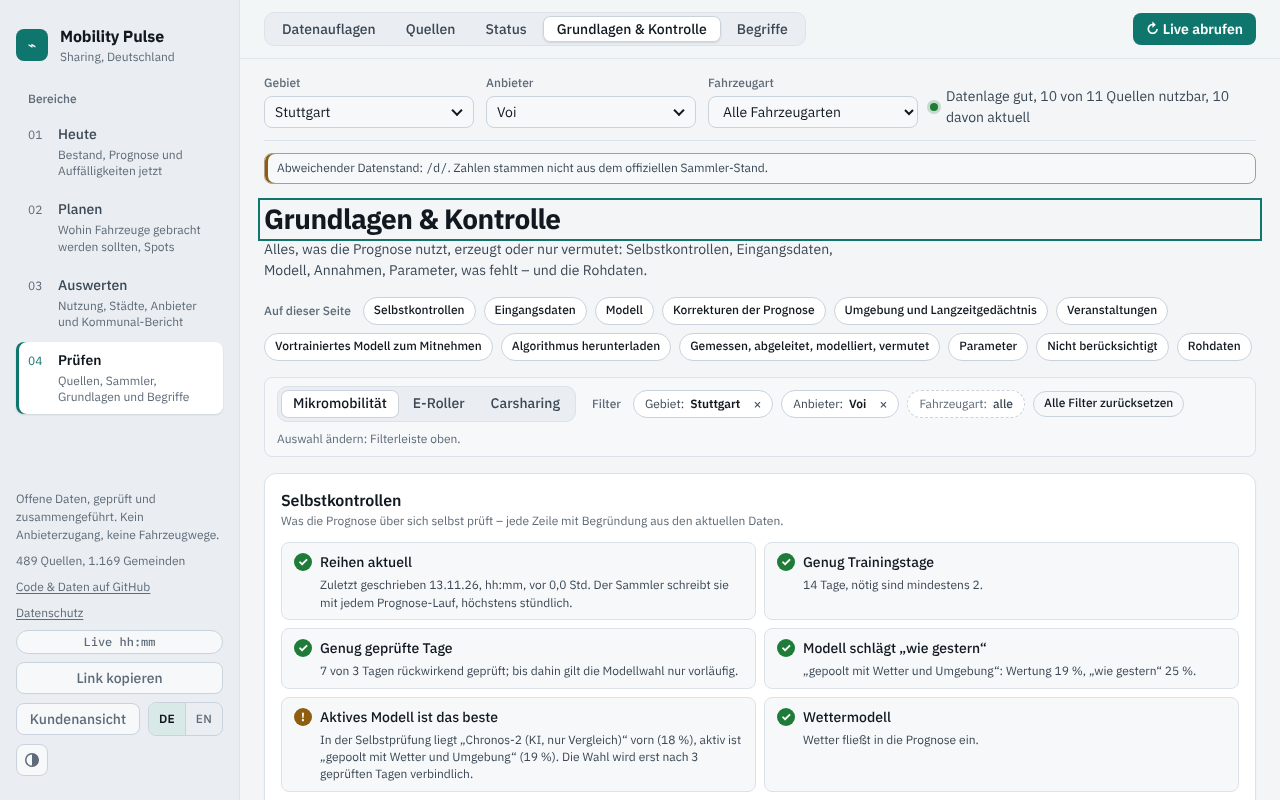 Mobility Pulse
Sharing, Deutschland
Bereiche
01 Heute
Bestand, Prognose und
Auffälligkeiten jetzt
02 Planen
Wohin Fahrzeuge gebracht
werden sollten, Spots
03 Auswerten
Nutzung, Städte, Anbieter
und Kommunal-Bericht
04 Prüfen
Quellen, Sammler,
Grundlagen und Begriffe
Offene Daten, geprüft und
zusammengeführt. Kein
Anbieterzugang, keine Fahrzeugwege.
489 Quellen, 1.169 Gemeinden
Code & Daten auf GitHub
Datenschutz
Live hh:mm
Link kopieren
Kundenansicht DE EN
Datenauflagen Quellen Status Grundlagen & Kontrolle Begriffe
↻ Live abrufen
Gebiet Anbieter Fahrzeugart
Stuttgart Voi Alle Fahrzeugarten
Datenlage gut, 10 von 11 Quellen nutzbar, 10
davon aktuell
Abweichender Datenstand: /d/. Zahlen stammen nicht aus dem offiziellen Sammler-Stand.
Grundlagen & Kontrolle
Alles, was die Prognose nutzt, erzeugt oder nur vermutet: Selbstkontrollen, Eingangsdaten,
Modell, Annahmen, Parameter, was fehlt – und die Rohdaten.
Auf dieser Seite Selbstkontrollen Eingangsdaten Modell Korrekturen der Prognose Umgebung und Langzeitgedächtnis Veranstaltungen
Vortrainiertes Modell zum Mitnehmen Algorithmus herunterladen Gemessen, abgeleitet, modelliert, vermutet Parameter Nicht berücksichtigt Rohdaten
Mikromobilität E-Roller Carsharing Filter Gebiet: Stuttgart × Anbieter: Voi × Fahrzeugart: alle Alle Filter zurücksetzen
Auswahl ändern: Filterleiste oben.
Selbstkontrollen
Was die Prognose über sich selbst prüft – jede Zeile mit Begründung aus den aktuellen Daten.
Reihen aktuell
Zuletzt geschrieben 13.11.26, hh:mm, vor 0,0 Std. Der Sammler schreibt sie
mit jedem Prognose-Lauf, höchstens stündlich.
Genug Trainingstage
14 Tage, nötig sind mindestens 2.
Genug geprüfte Tage
7 von 3 Tagen rückwirkend geprüft; bis dahin gilt die Modellwahl nur vorläufig.
Modell schlägt „wie gestern“
„gepoolt mit Wetter und Umgebung“: Wertung 19 %, „wie gestern“ 25 %.
Aktives Modell ist das beste
In der Selbstprüfung liegt „Chronos-2 (KI, nur Vergleich)“ vorn (18 %), aktiv ist
„gepoolt mit Wetter und Umgebung“ (19 %). Die Wahl wird erst nach 3
geprüften Tagen verbindlich.
Wettermodell
Wetter fließt in die Prognose ein.